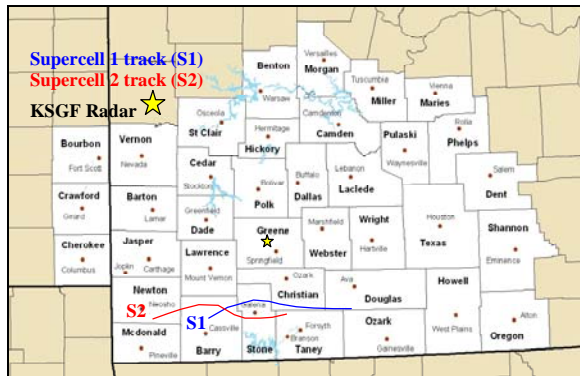 Supercell 1 track (S1)
Supercell 2 track (S2)
KSGF Radar
Benton
Warsaw
Versailles
Morgan
Tuscumbia
Miller
Vienna
Maries
Osceola
St Clair
Hermitage
Hickory
Camdenton
Camden
Pulaski
Waynesville
Rolla
Phelps
Bourbon
Fort Scott
Vernon
Nevada
Cedar
Stockton
Bolivar
Polk
Buffalo
Dallas
Lebanon
Laclede
Salem
Dent
Crawford
Girard
Barton
Lamar
Greenfield
Dade
Greene
Springfield
Marshfield
Webster
Wright
Hartville
Houston
Texas
Shannon
Eminence
Cherokee
Columbus
Jasper
Joplin
Carthage
Lawrence
Mount Vernon
Ozark
Christian
Ava
Douglas
Howell
West Plains
Newton
Neosho
S2
S1
Galena
Mcdonald
Pineville
Cassville
Barry
Stone
Forsyth
Branson
Taney
Ozark
Gainesville
Alton
Oregon